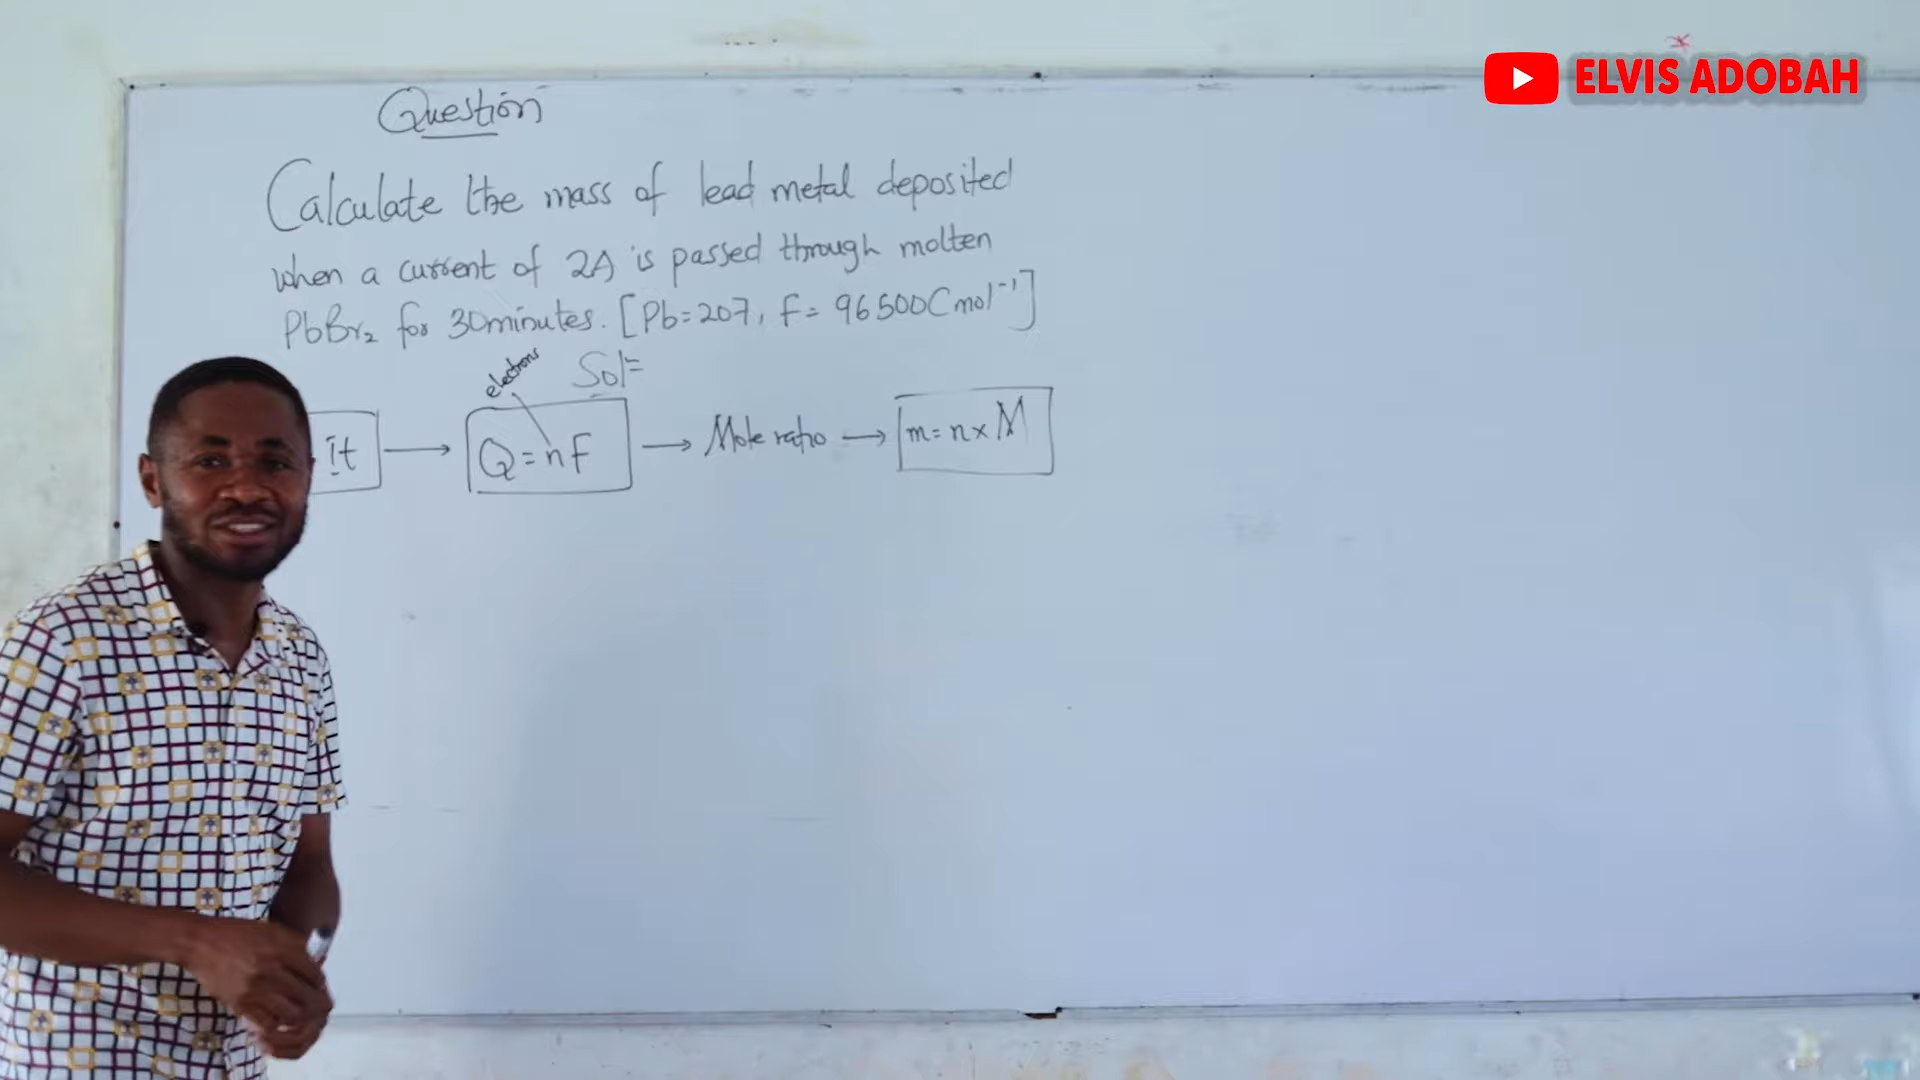 ELVIS ADOBAH
Question
Calculate the mass of lead metal deposited
when a current of 2A is passed through molten
PbBr₂ for 30minutes. [Pb=207, F= 96500Cmol⁻¹]
Sol=
electrons
It → Q=nF → Mole ratio → m=n×M